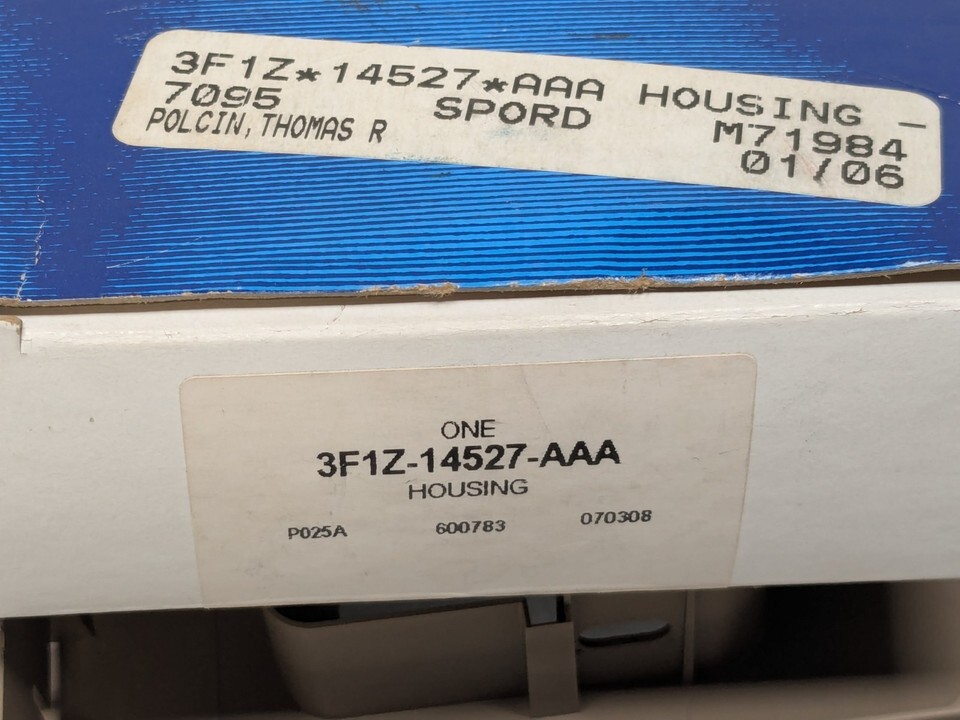 3F1Z*14527*AAA HOUSING _
7095 SPORD M71984
POLCIN, THOMAS R 01/06
ONE
3F1Z-14527-AAA
HOUSING
P025A 600783 070308